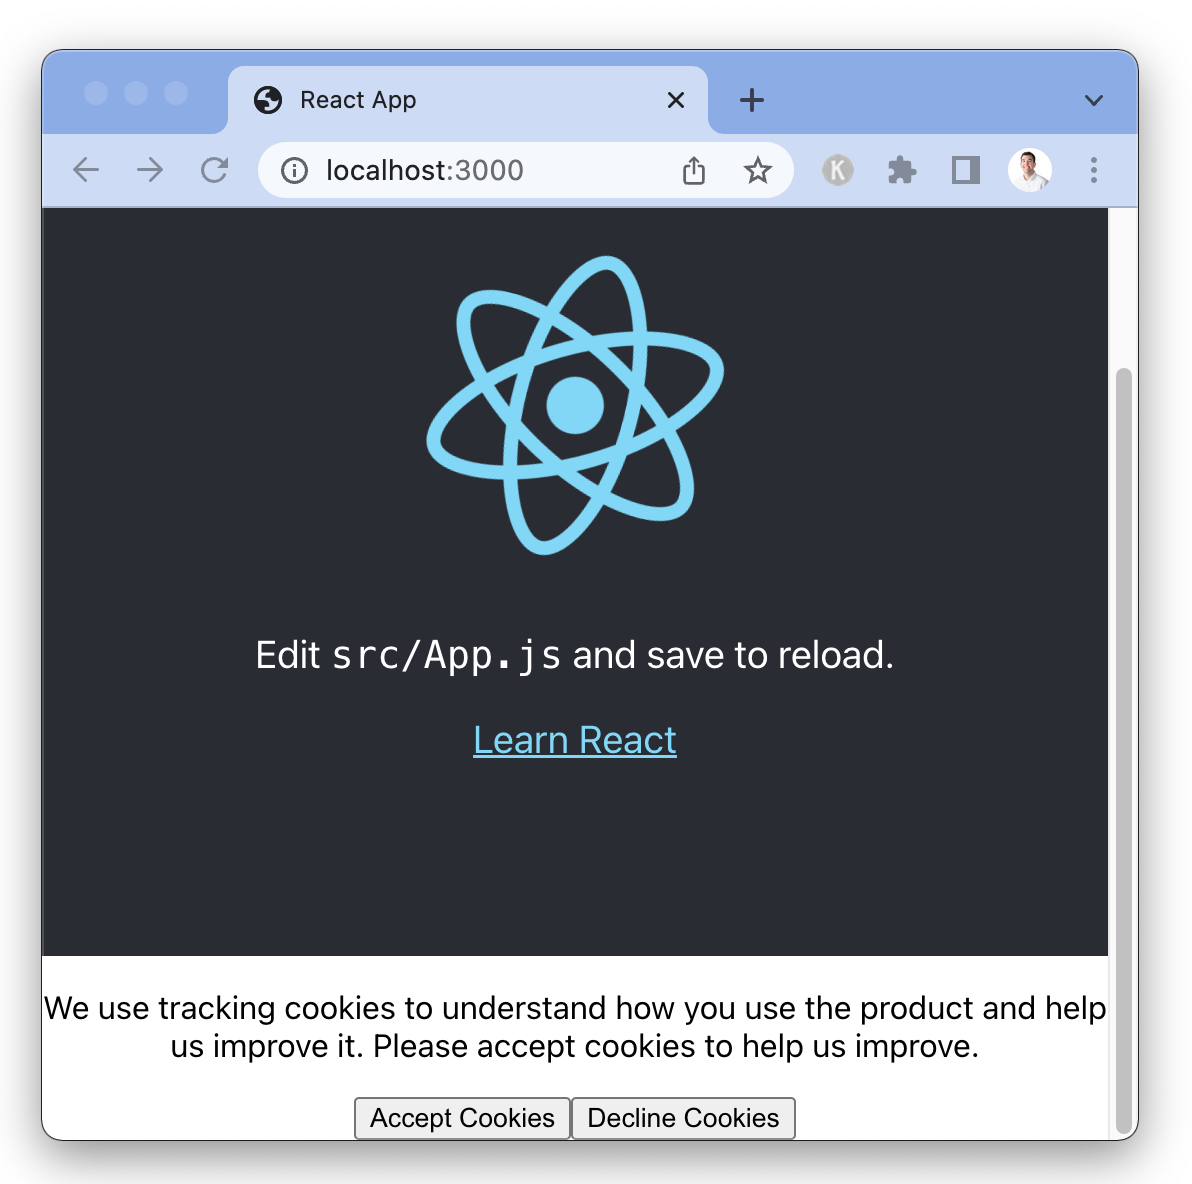 React App
localhost:3000
K
Edit src/App.js and save to reload.
Learn React
We use tracking cookies to understand how you use the product and help
us improve it. Please accept cookies to help us improve.
Accept Cookies Decline Cookies